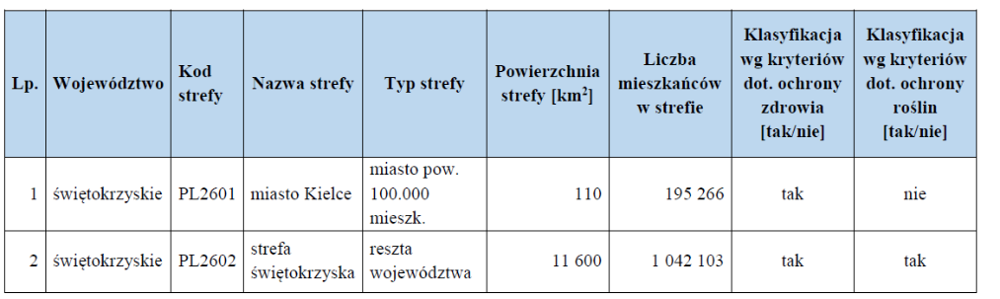 Lp. Województwo Kod strefy Nazwa strefy Typ strefy Powierzchnia strefy [km²] Liczba mieszkańców w strefie Klasyfikacja wg kryteriów dot. ochrony zdrowia [tak/nie] Klasyfikacja wg kryteriów dot. ochrony roślin [tak/nie]
1 świętokrzyskie PL2601 miasto Kielce miasto pow. 100.000 mieszk. 110 195 266 tak nie
2 świętokrzyskie PL2602 strefa świętokrzyska reszta województwa 11 600 1 042 103 tak tak